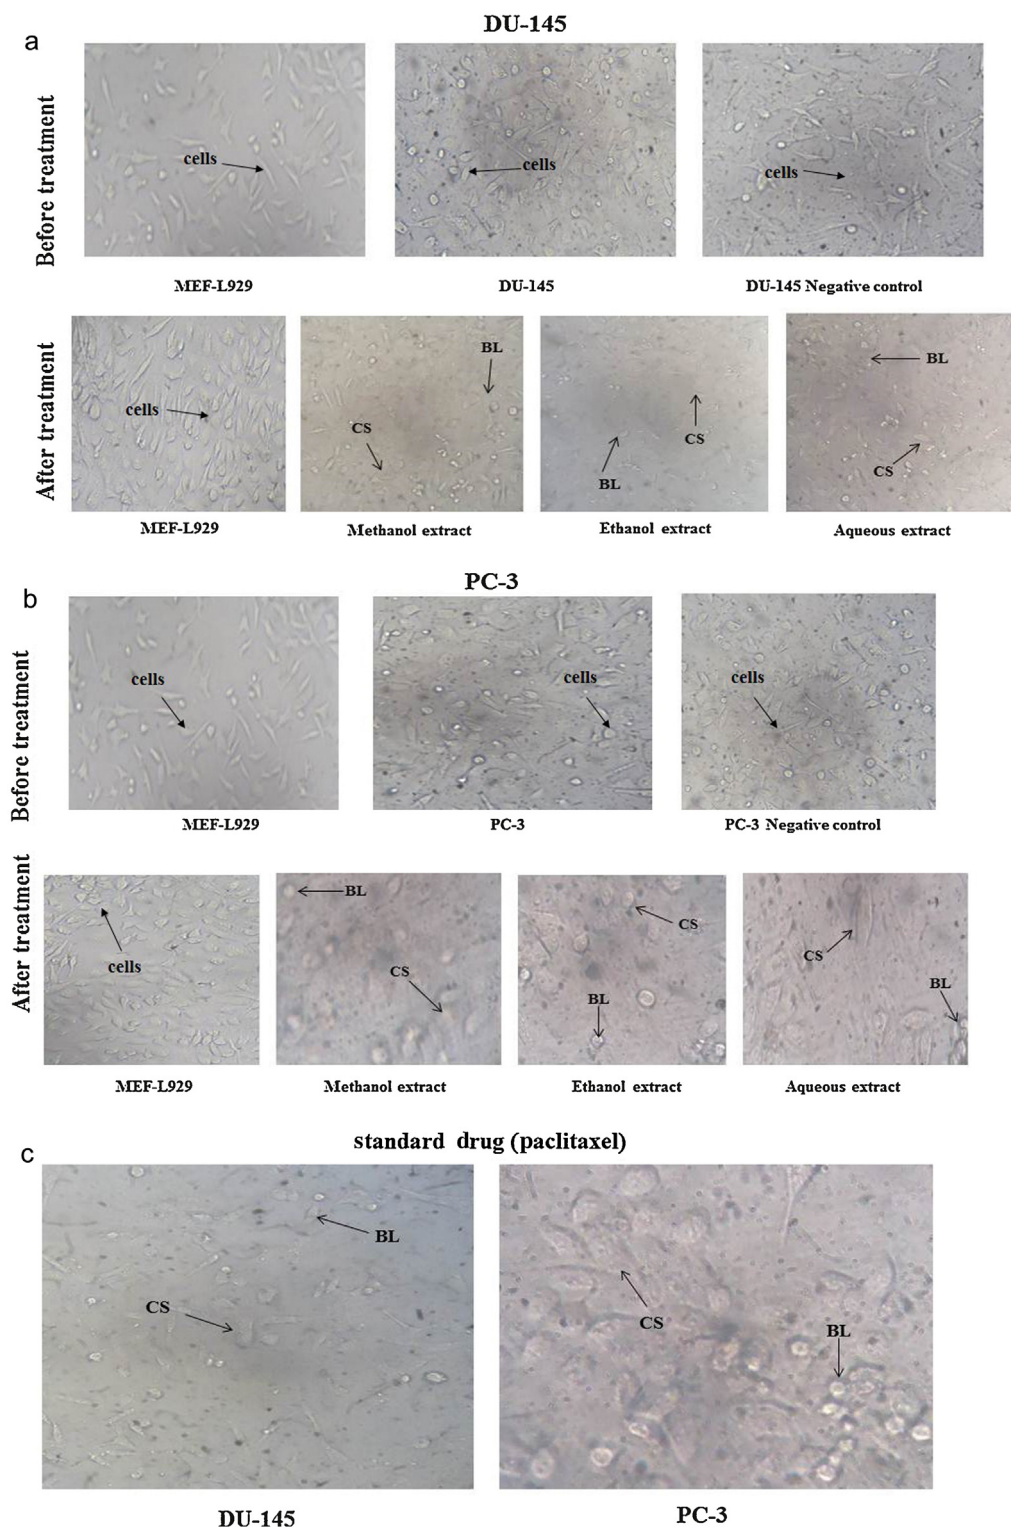 DU-145
a
Before treatment
cells
cells
cells
MEF-L929
DU-145
DU-145 Negative control
After treatment
cells
BL
CS
BL
CS
BL
CS
MEF-L929
Methanol extract
Ethanol extract
Aqueous extract
PC-3
b
Before treatment
cells
cells
cells
MEF-L929
PC-3
PC-3 Negative control
After treatment
cells
BL
CS
CS
BL
CS
BL
MEF-L929
Methanol extract
Ethanol extract
Aqueous extract
standard drug (paclitaxel)
c
BL
CS
CS
BL
DU-145
PC-3